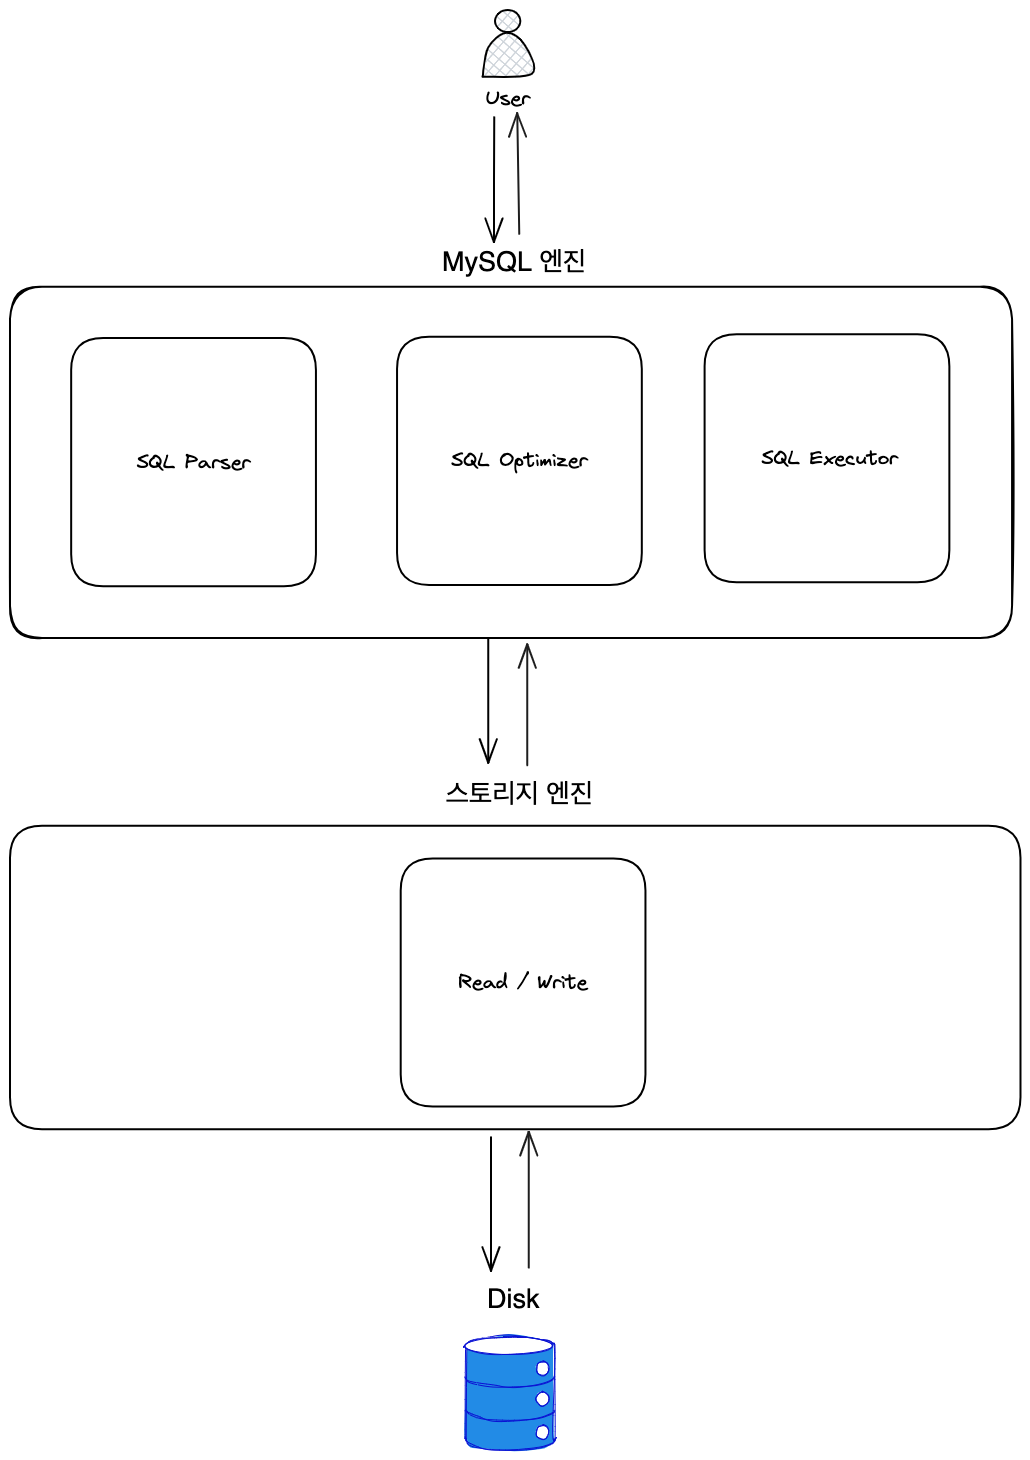 User
MySQL 엔진
SQL Parser
SQL Optimizer
SQL Executor
스토리지 엔진
Read / Write
Disk